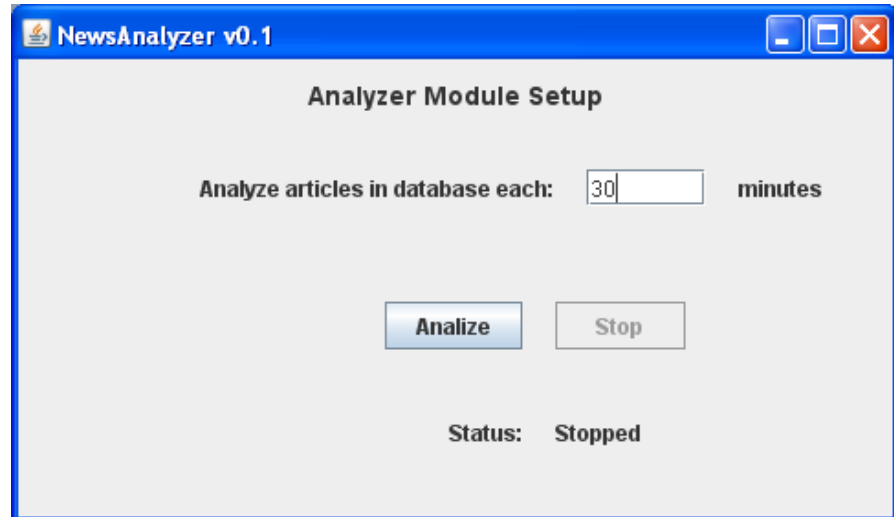 NewsAnalyzer v0.1
Analyzer Module Setup
Analyze articles in database each: 30 minutes
Analize Stop
Status: Stopped